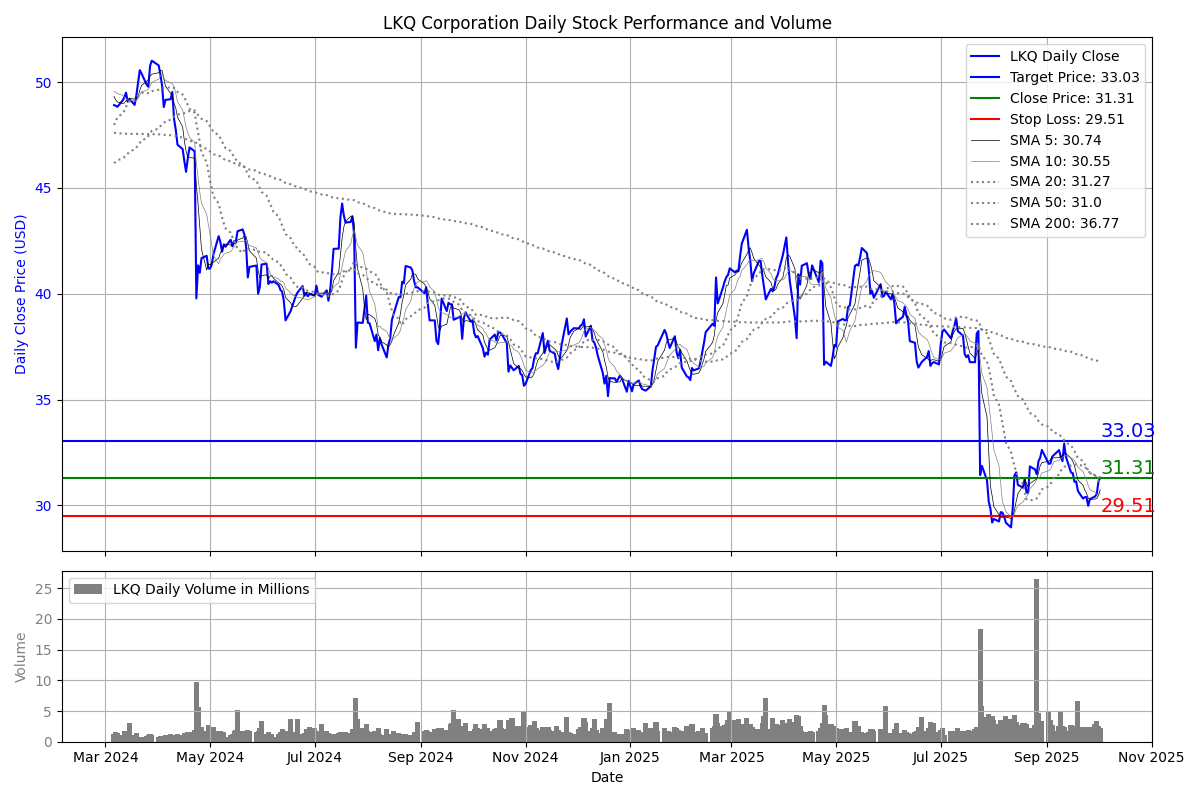 LKQ Corporation Daily Stock Performance and Volume
Daily Close Price (USD)
50
45
40
35
30
LKQ Daily Close
Target Price: 33.03
Close Price: 31.31
Stop Loss: 29.51
SMA 5: 30.74
SMA 10: 30.55
SMA 20: 31.27
SMA 50: 31.0
SMA 200: 36.77
33.03
31.31
29.51
Volume
25
20
15
10
5
0
LKQ Daily Volume in Millions
Mar 2024
May 2024
Jul 2024
Sep 2024
Nov 2024
Jan 2025
Mar 2025
May 2025
Jul 2025
Sep 2025
Nov 2025
Date